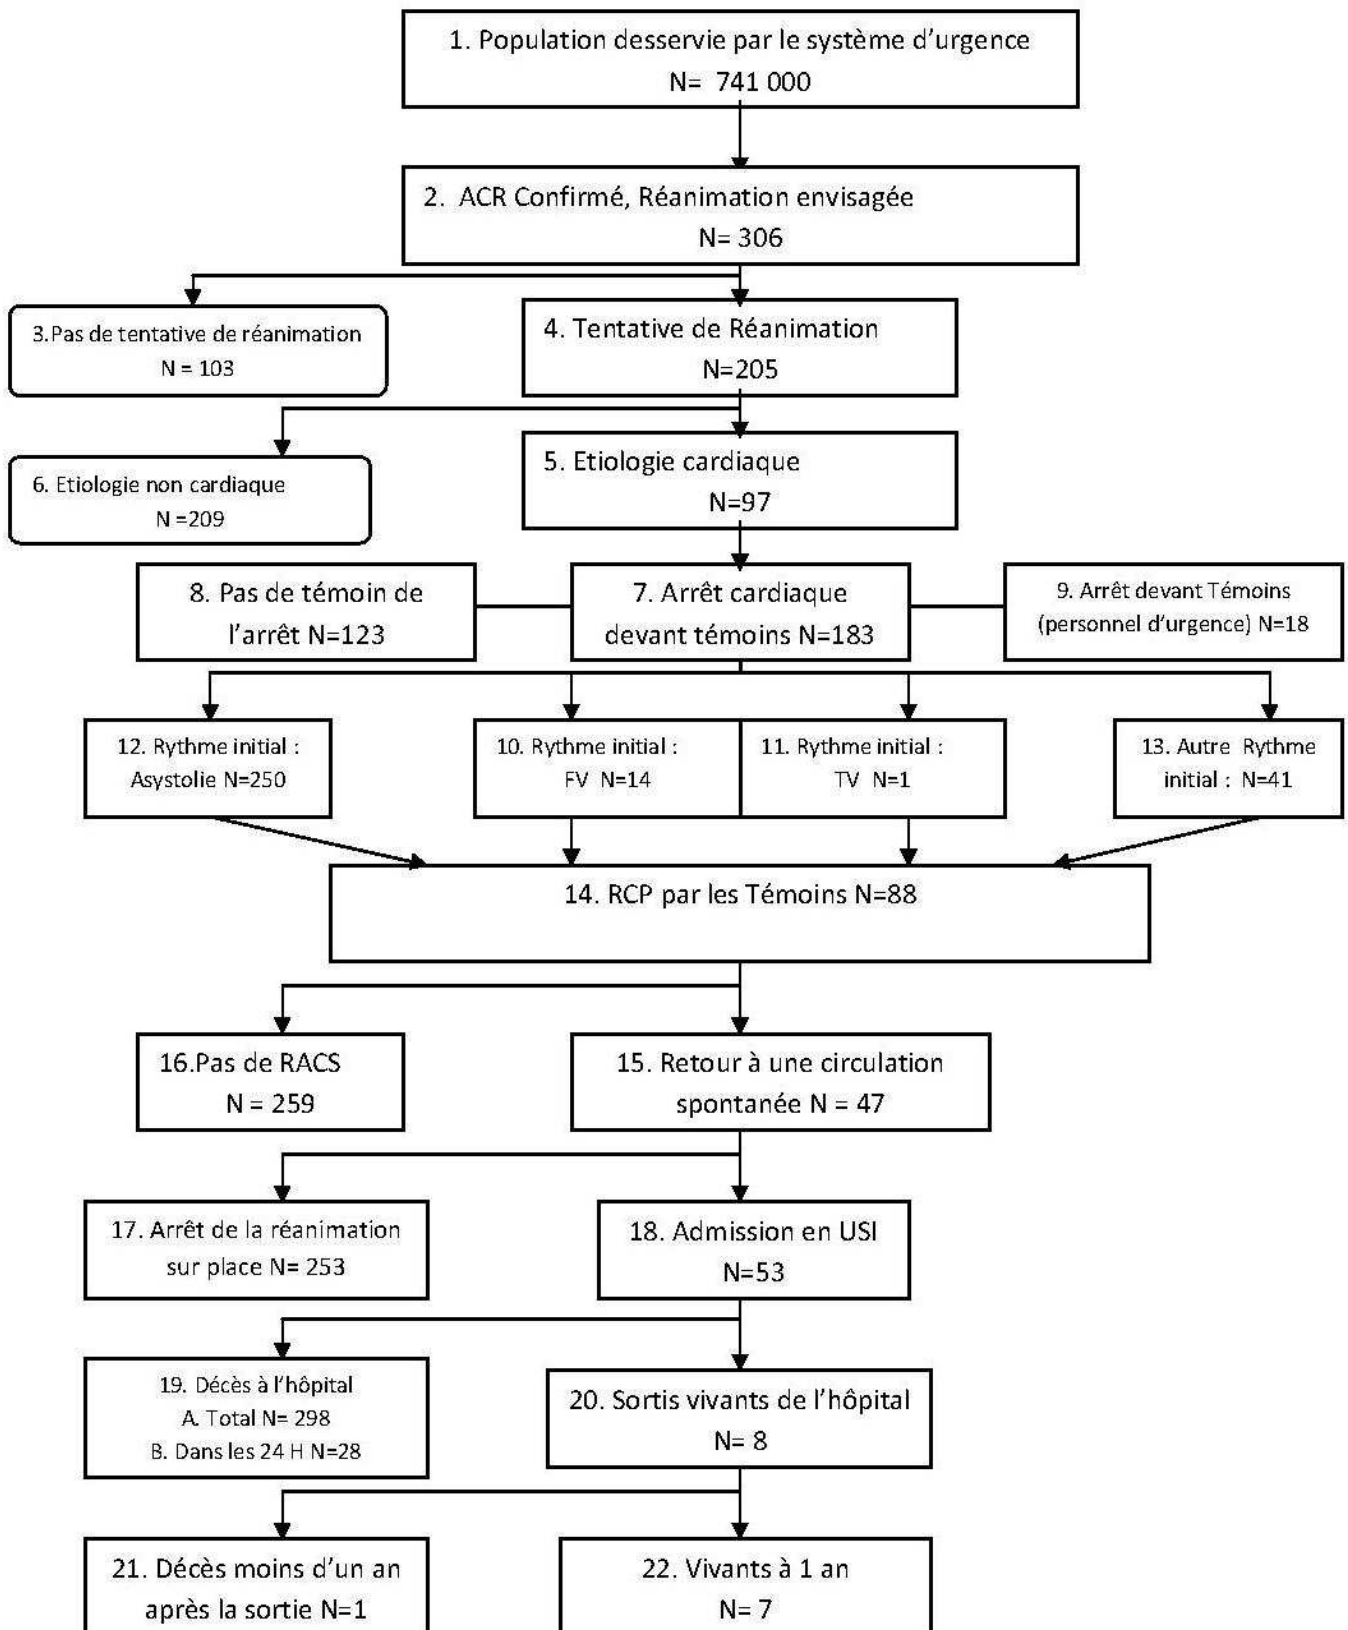 1. Population desservie par le système d'urgence
N= 741 000
2. ACR Confirmé, Réanimation envisagée
N= 306
3.Pas de tentative de réanimation
N = 103
4. Tentative de Réanimation
N=205
5. Etiologie cardiaque
N=97
6. Etiologie non cardiaque
N =209
8. Pas de témoin de
l'arrêt N=123
7. Arrêt cardiaque
devant témoins N=183
9. Arrêt devant Témoins
(personnel d'urgence) N=18
12. Rythme initial :
Asystolie N=250
10. Rythme initial :
FV N=14
11. Rythme initial :
TV N=1
13. Autre Rythme
initial : N=41
14. RCP par les Témoins N=88
16.Pas de RACS
N = 259
15. Retour à une circulation
spontanée N = 47
17. Arrêt de la réanimation
sur place N= 253
18. Admission en USI
N=53
19. Décès à l'hôpital
A. Total N= 298
B. Dans les 24 H N=28
20. Sortis vivants de l'hôpital
N= 8
21. Décès moins d'un an
après la sortie N=1
22. Vivants à 1 an
N= 7